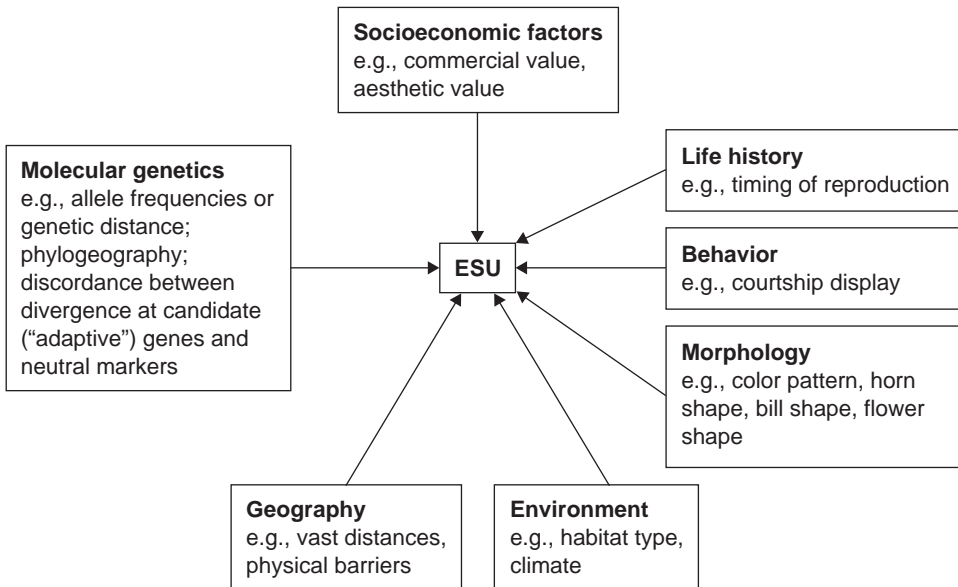 Socioeconomic factors
e.g., commercial value,
aesthetic value
Molecular genetics
e.g., allele frequencies or
genetic distance;
phylogeography;
discordance between
divergence at candidate
(“adaptive”) genes and
neutral markers
ESU
Life history
e.g., timing of reproduction
Behavior
e.g., courtship display
Morphology
e.g., color pattern, horn
shape, bill shape, flower
shape
Geography
e.g., vast distances,
physical barriers
Environment
e.g., habitat type,
climate